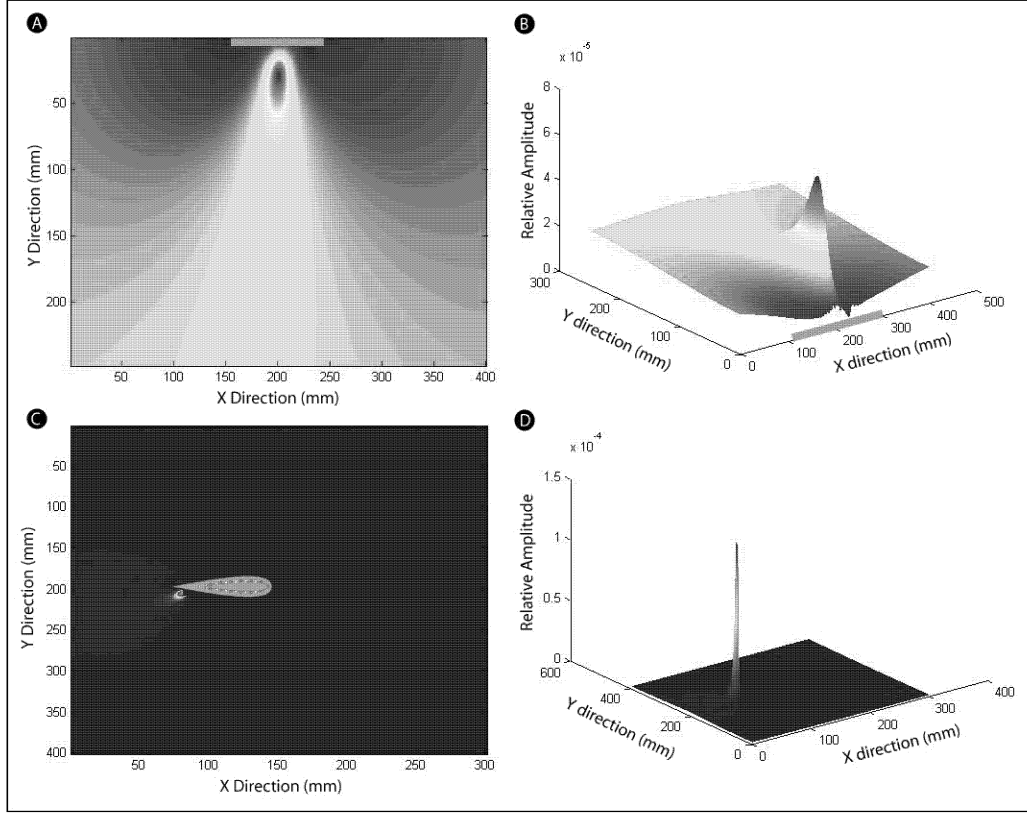 A
50
100
150
200
Y Direction (mm)
50 100 150 200 250 300 350 400
X Direction (mm)
B
x 10 -5
8
6
4
2
0
Relative Amplitude
300
200
100
0
Y direction (mm)
0
100
200
300
400
500
X direction (mm)
C
50
100
150
200
250
300
350
400
Y Direction (mm)
50 100 150 200 250 300
X Direction (mm)
D
x 10 -4
1.5
1
0.5
0
Relative Amplitude
600
400
200
0
Y direction (mm)
0
100
200
300
400
X direction (mm)